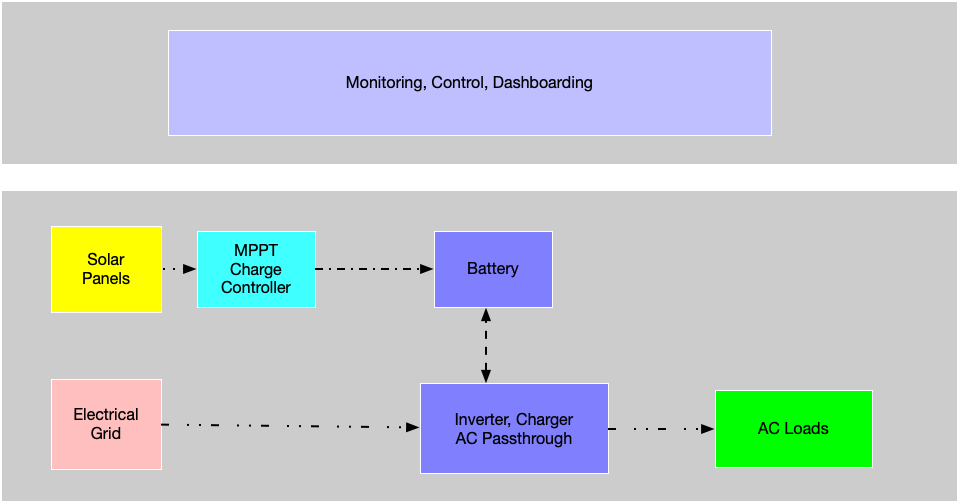 Monitoring, Control, Dashboarding
Solar
Panels
MPPT
Charge
Controller
Battery
Electrical
Grid
Inverter, Charger
AC Passthrough
AC Loads